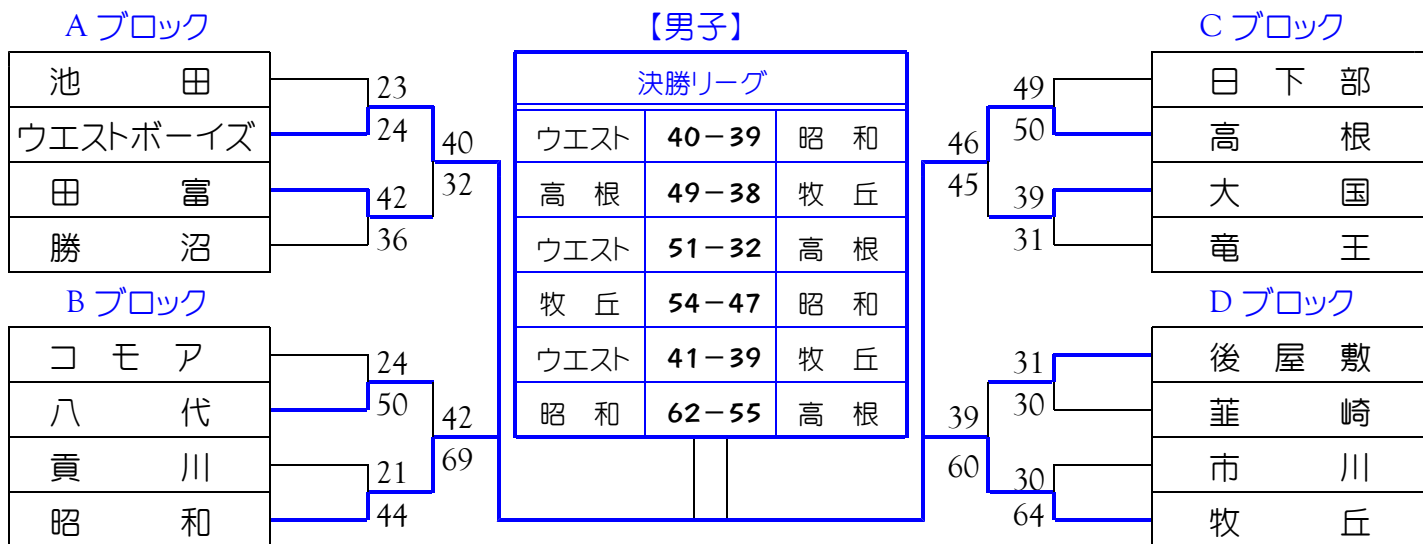 A ブロック
池田
ウエストボーイズ
田富
勝沼
23
24
42
36
40
32
B ブロック
コモア
八代
貢川
昭和
24
50
21
44
42
69
【男子】
決勝リーグ
ウエスト 40－39 昭和
高根 49－38 牧丘
ウエスト 51－32 高根
牧丘 54－47 昭和
ウエスト 41－39 牧丘
昭和 62－55 高根
C ブロック
日下部
高根
大国
竜王
49
50
39
31
46
45
D ブロック
後屋敷
韮崎
市川
牧丘
31
30
30
64
39
60